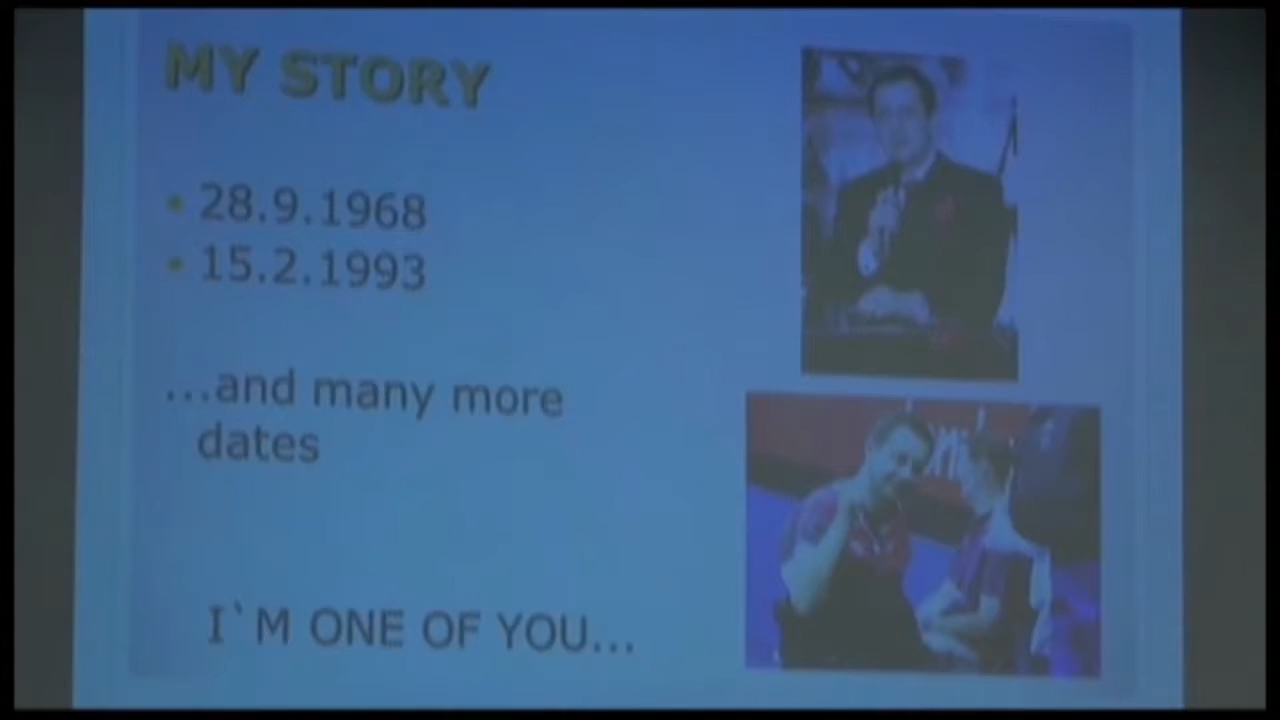 MY STORY
• 28.9.1968
• 15.2.1993
...and many more
dates
I`M ONE OF YOU...